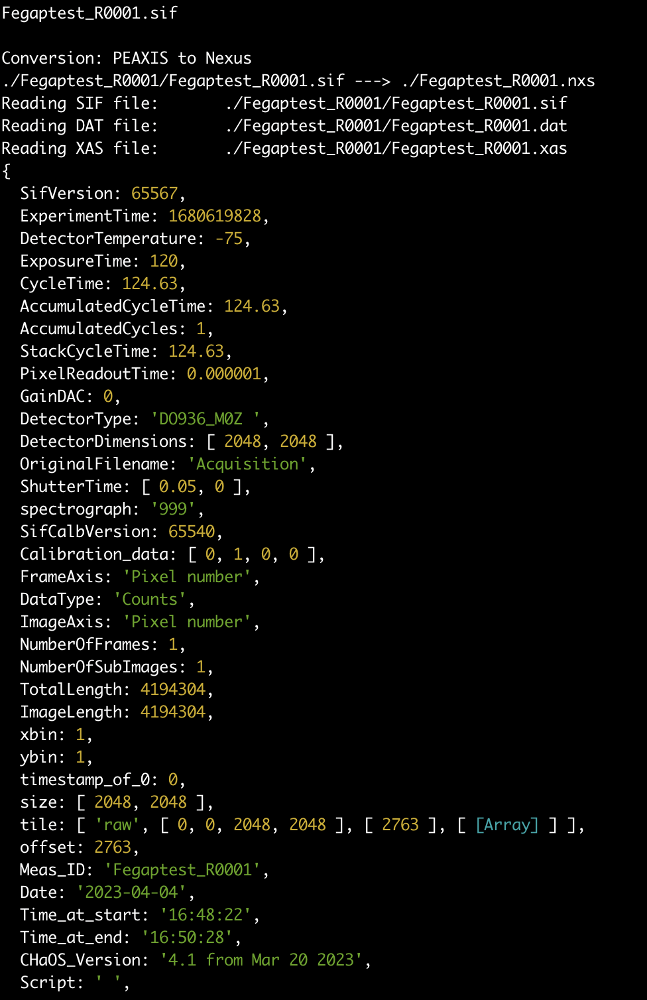 Fegaptest_R0001.sif
Conversion: PEAXIS to Nexus
./Fegaptest_R0001/Fegaptest_R0001.sif ---> ./Fegaptest_R0001.nxs
Reading SIF file:       ./Fegaptest_R0001/Fegaptest_R0001.sif
Reading DAT file:       ./Fegaptest_R0001/Fegaptest_R0001.dat
Reading XAS file:       ./Fegaptest_R0001/Fegaptest_R0001.xas
{
  SifVersion: 65567,
  ExperimentTime: 1680619828,
  DetectorTemperature: -75,
  ExposureTime: 120,
  CycleTime: 124.63,
  AccumulatedCycleTime: 124.63,
  AccumulatedCycles: 1,
  StackCycleTime: 124.63,
  PixelReadoutTime: 0.000001,
  GainDAC: 0,
  DetectorType: 'DO936_M0Z ',
  DetectorDimensions: [ 2048, 2048 ],
  OriginalFilename: 'Acquisition',
  ShutterTime: [ 0.05, 0 ],
  spectrograph: '999',
  SifCalbVersion: 65540,
  Calibration_data: [ 0, 1, 0, 0 ],
  FrameAxis: 'Pixel number',
  DataType: 'Counts',
  ImageAxis: 'Pixel number',
  NumberOfFrames: 1,
  NumberOfSubImages: 1,
  TotalLength: 4194304,
  ImageLength: 4194304,
  xbin: 1,
  ybin: 1,
  timestamp_of_0: 0,
  size: [ 2048, 2048 ],
  tile: [ 'raw', [ 0, 0, 2048, 2048 ], [ 2763 ], [ [Array] ] ],
  offset: 2763,
  Meas_ID: 'Fegaptest_R0001',
  Date: '2023-04-04',
  Time_at_start: '16:48:22',
  Time_at_end: '16:50:28',
  CHaOS_Version: '4.1 from Mar 20 2023',
  Script: ' ',